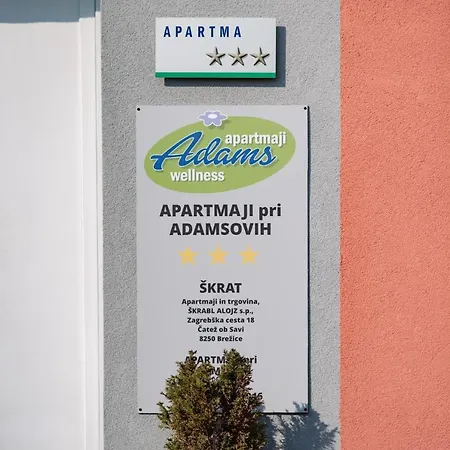 APARTMA
apartmaji
Adams
wellness
APARTMAJI pri
ADAMSOVIH
ŠKRAT
Apartmaji in trgovina,
ŠKRABL ALOJZ s.p.,
Zagrebška cesta 18
Čatež ob Savi
8250 Brežice